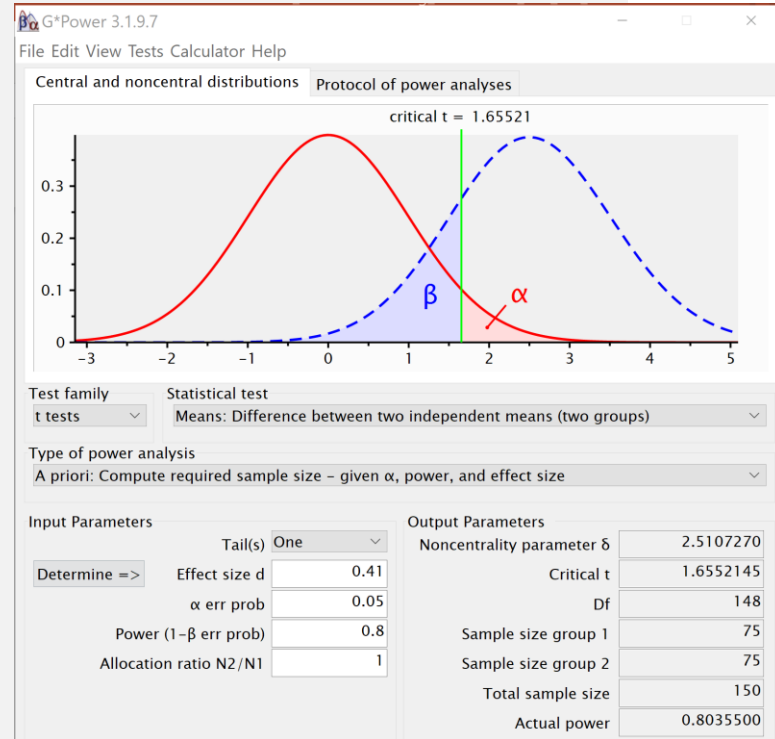 G*Power 3.1.9.7
File Edit View Tests Calculator Help
Central and noncentral distributions Protocol of power analyses
critical t = 1.65521
0.3
0.2
0.1
0
β
α
-3 -2 -1 0 1 2 3 4 5
Test family Statistical test
t tests Means: Difference between two independent means (two groups)
Type of power analysis
A priori: Compute required sample size - given α, power, and effect size
Input Parameters Output Parameters
Tail(s) One Noncentrality parameter δ 2.5107270
Determine => Effect size d 0.41 Critical t 1.6552145
α err prob 0.05 Df 148
Power (1-β err prob) 0.8 Sample size group 1 75
Allocation ratio N2/N1 1 Sample size group 2 75
Total sample size 150
Actual power 0.8035500